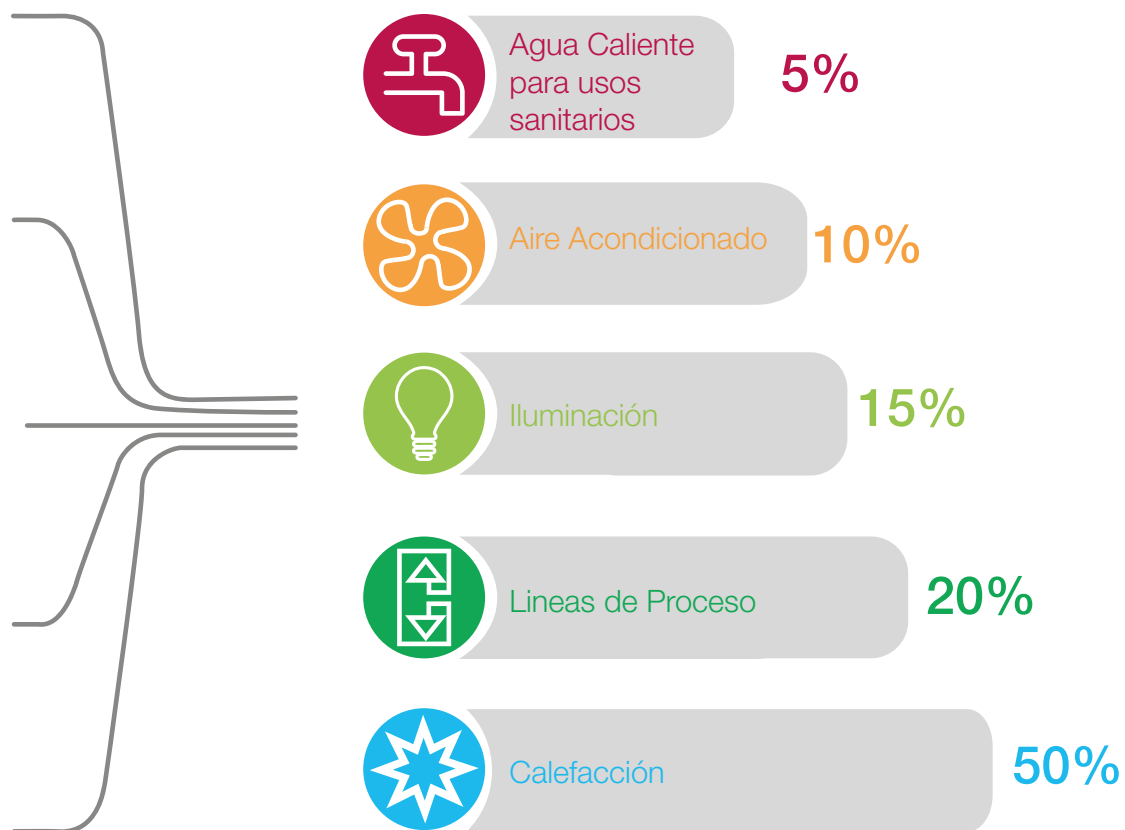 Agua Caliente
para usos
sanitarios
5%
Aire Acondicionado
10%
Iluminación
15%
Lineas de Proceso
20%
Calefacción
50%